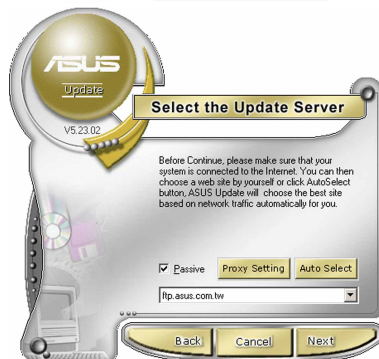 ASUS
Update
V5.23.02
Select the Update Server
Before Continue, please make sure that your
system is connected to the Internet. You can then
choose a web site by yourself or click AutoSelect
button, ASUS Update will choose the best site
based on network traffic automatically for you.
Passive
Proxy Setting
Auto Select
ftp.asus.com.tw
Back
Cancel
Next